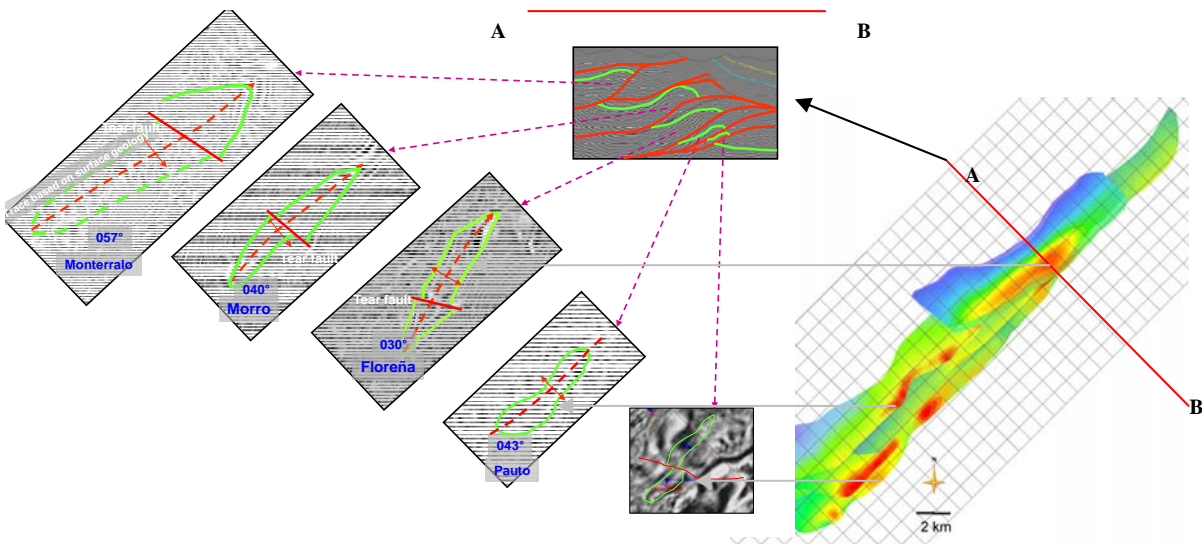 A
B
Tear fault
057°
Monterralo
Tear fault
040°
Morro
Tear fault
030°
Floreña
043°
Pauto
A
B
N
2 km
based on surface geology